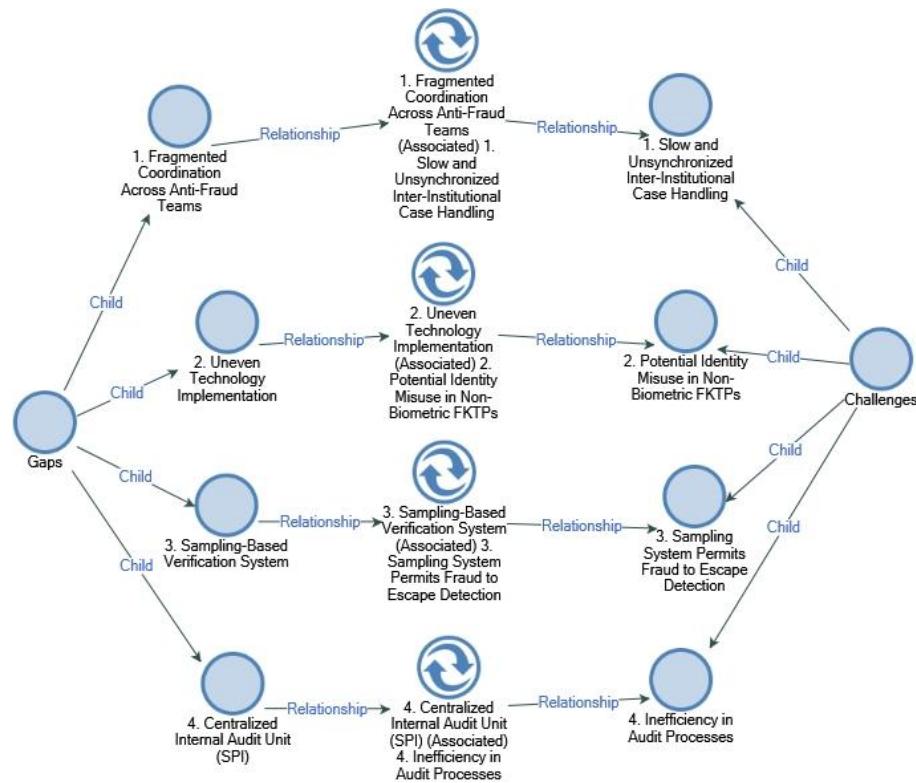 1. Fragmented
Coordination
Across Anti-Fraud
Teams
Relationship
1. Fragmented
Coordination
Across Anti-Fraud
Teams
(Associated) 1.
Slow and
Unsynchronized
Inter-Institutional
Case Handling
Relationship
1. Slow and
Unsynchronized
Inter-Institutional
Case Handling
Child
Child
2. Uneven
Technology
Implementation
Relationship
2. Uneven
Technology
Implementation
(Associated) 2.
Potential Identity
Misuse in Non-
Biometric FKTPs
Relationship
2. Potential Identity
Misuse in Non-
Biometric FKTPs
Child
Child
Gaps
Challenges
Child
3. Sampling-Based
Verification System
Relationship
3. Sampling-Based
Verification System
(Associated) 3.
Sampling System
Permits Fraud to
Escape Detection
Relationship
3. Sampling
System Permits
Fraud to Escape
Detection
Child
Child
4. Centralized
Internal Audit Unit
(SPI)
Relationship
4. Centralized
Internal Audit Unit
(SPI) (Associated)
4. Inefficiency in
Audit Processes
Relationship
4. Inefficiency in
Audit Processes
Child